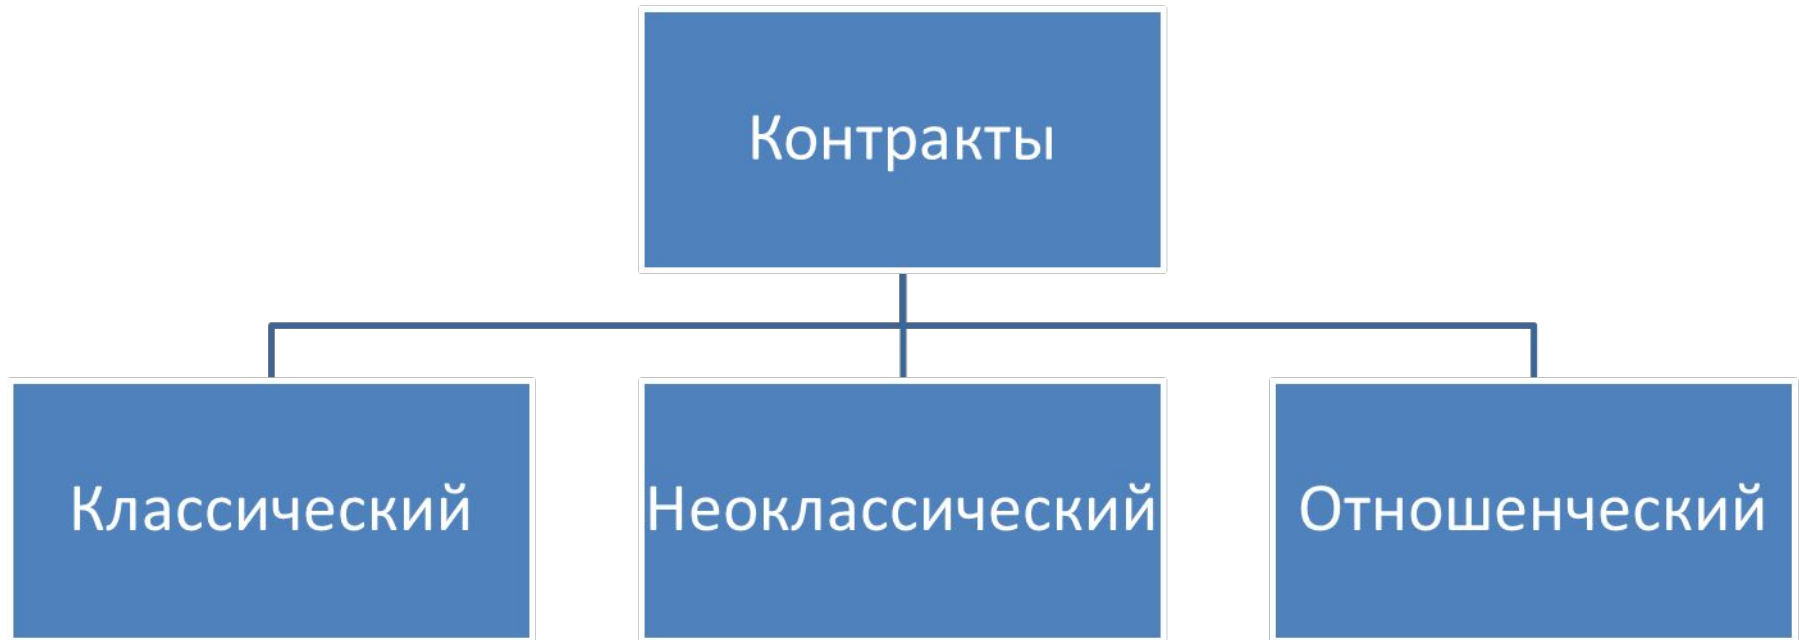 Контракты
Классический
Неоклассический
Отношенческий